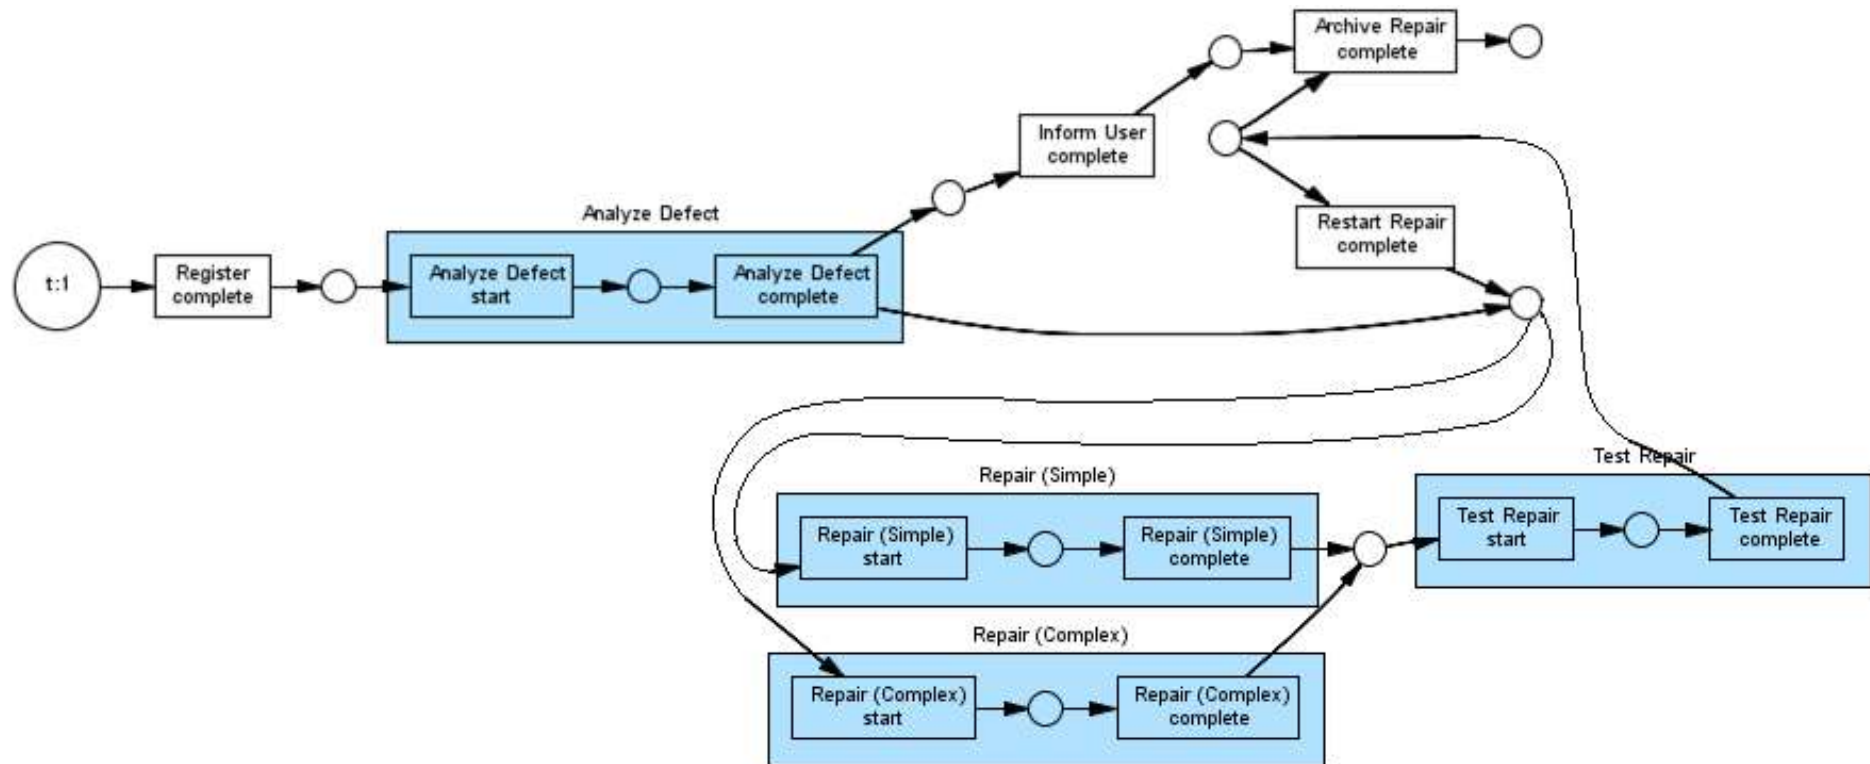 Archive Repair
complete
Inform User
complete
Analyze Defect
Restart Repair
complete
t:1
Register
complete
Analyze Defect
start
Analyze Defect
complete
Test Repair
Repair (Simple)
Repair (Simple)
start
Repair (Simple)
complete
Test Repair
start
Test Repair
complete
Repair (Complex)
Repair (Complex)
start
Repair (Complex)
complete